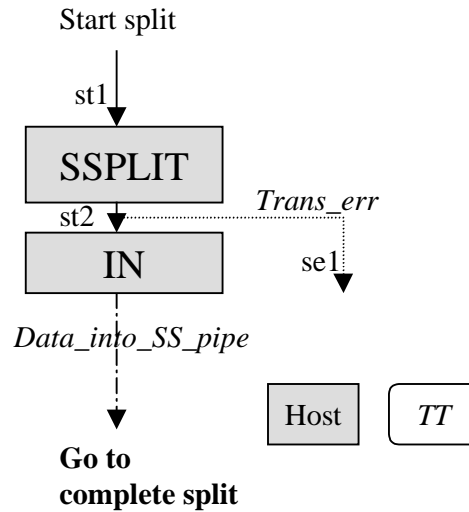 Start split
st1
SSPLIT
Trans_err
st2
se1
IN
Data_into_SS_pipe
Host
TT
Go to
complete split